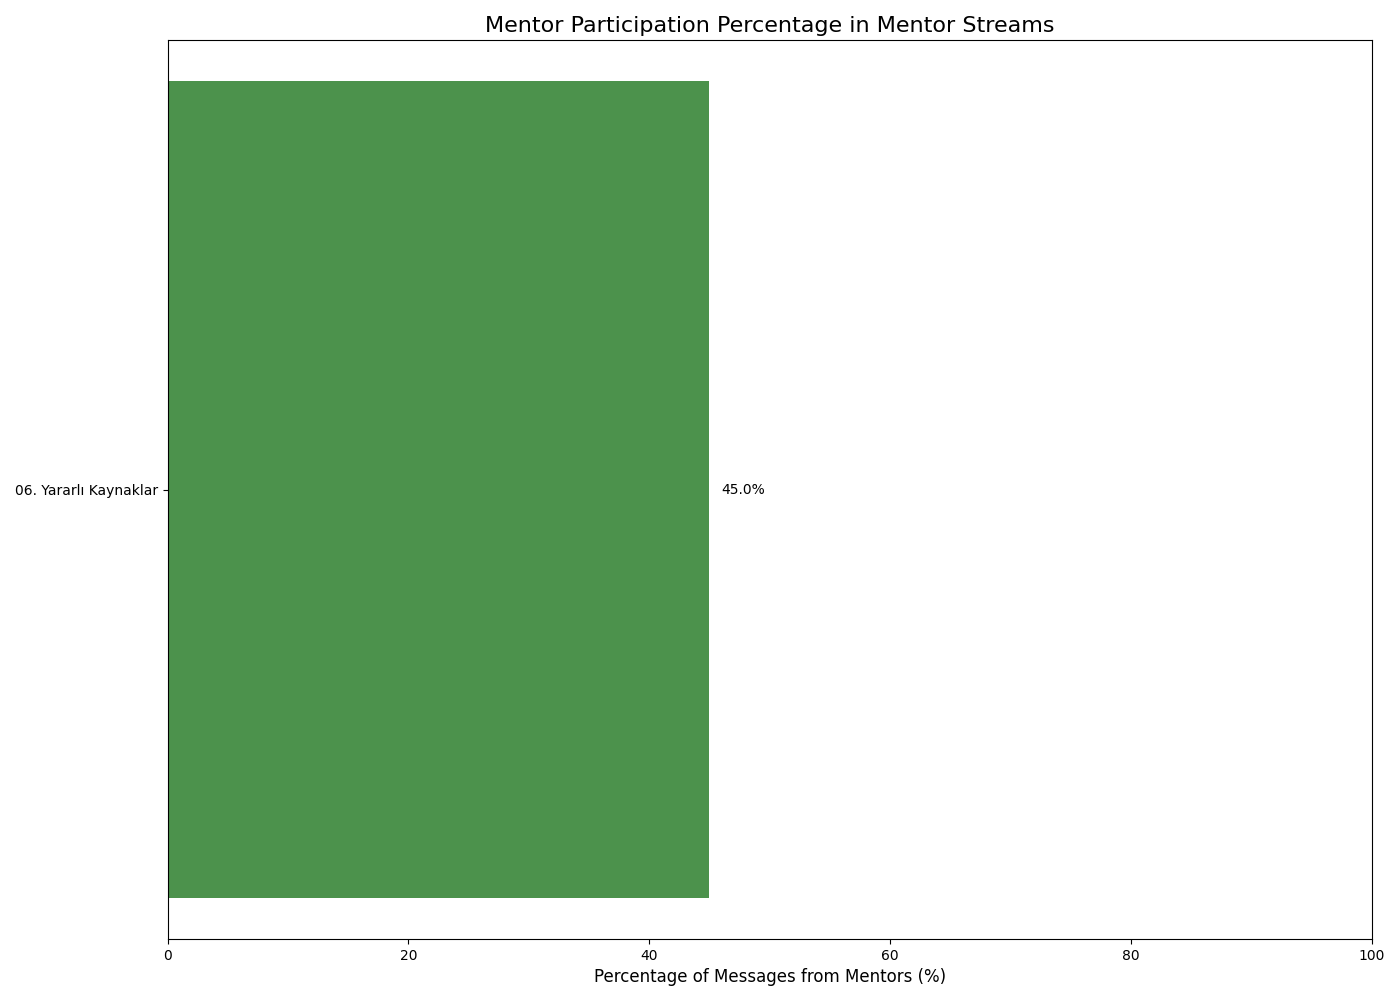 Mentor Participation Percentage in Mentor Streams
06. Yararlı Kaynaklar
45.0%
0 20 40 60 80 100
Percentage of Messages from Mentors (%)